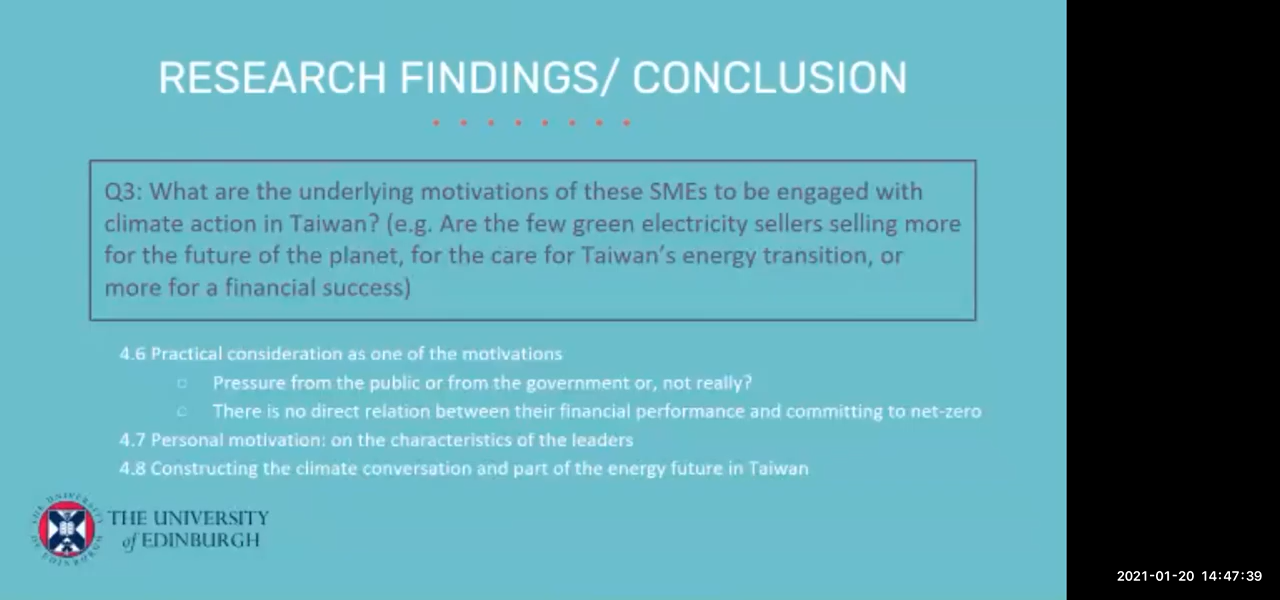 RESEARCH FINDINGS/ CONCLUSION
Q3: What are the underlying motivations of these SMEs to be engaged with
climate action in Taiwan? (e.g. Are the few green electricity sellers selling more
for the future of the planet, for the care for Taiwan's energy transition, or
more for a financial success)
4.6 Practical consideration as one of the motivations
Pressure from the public or from the government or, not really?
There is no direct relation between their financial performance and committing to net-zero
4.7 Personal motivation: on the characteristics of the leaders
4.8 Constructing the climate conversation and part of the energy future in Taiwan
THE UNIVERSITY
of EDINBURGH
2021-01-20 14:47:39